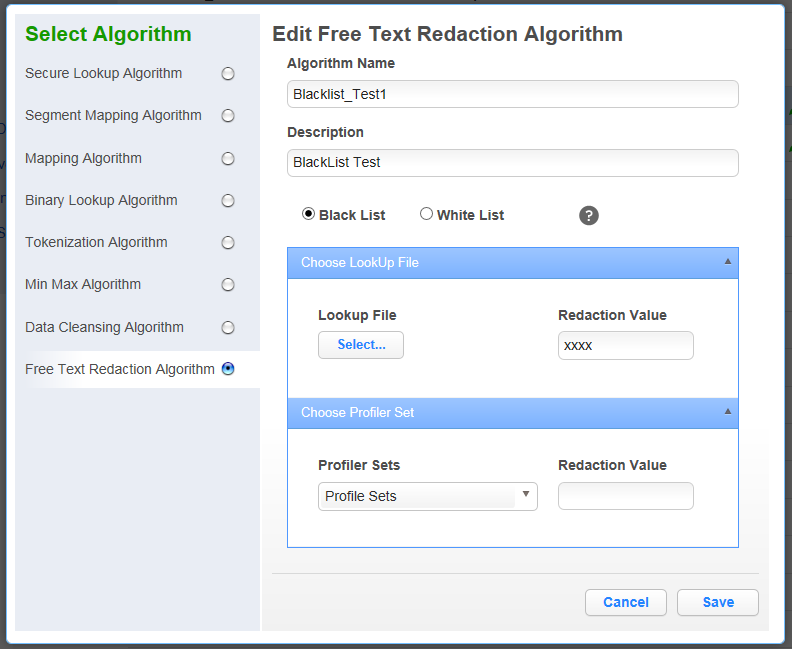 Select Algorithm
Secure Lookup Algorithm
Segment Mapping Algorithm
Mapping Algorithm
Binary Lookup Algorithm
Tokenization Algorithm
Min Max Algorithm
Data Cleansing Algorithm
Free Text Redaction Algorithm
Edit Free Text Redaction Algorithm
Algorithm Name
Blacklist_Test1
Description
BlackList Test
Black List White List ?
Choose LookUp File
Lookup File Redaction Value
Select... xxxx
Choose Profiler Set
Profiler Sets Redaction Value
Profile Sets
Cancel Save